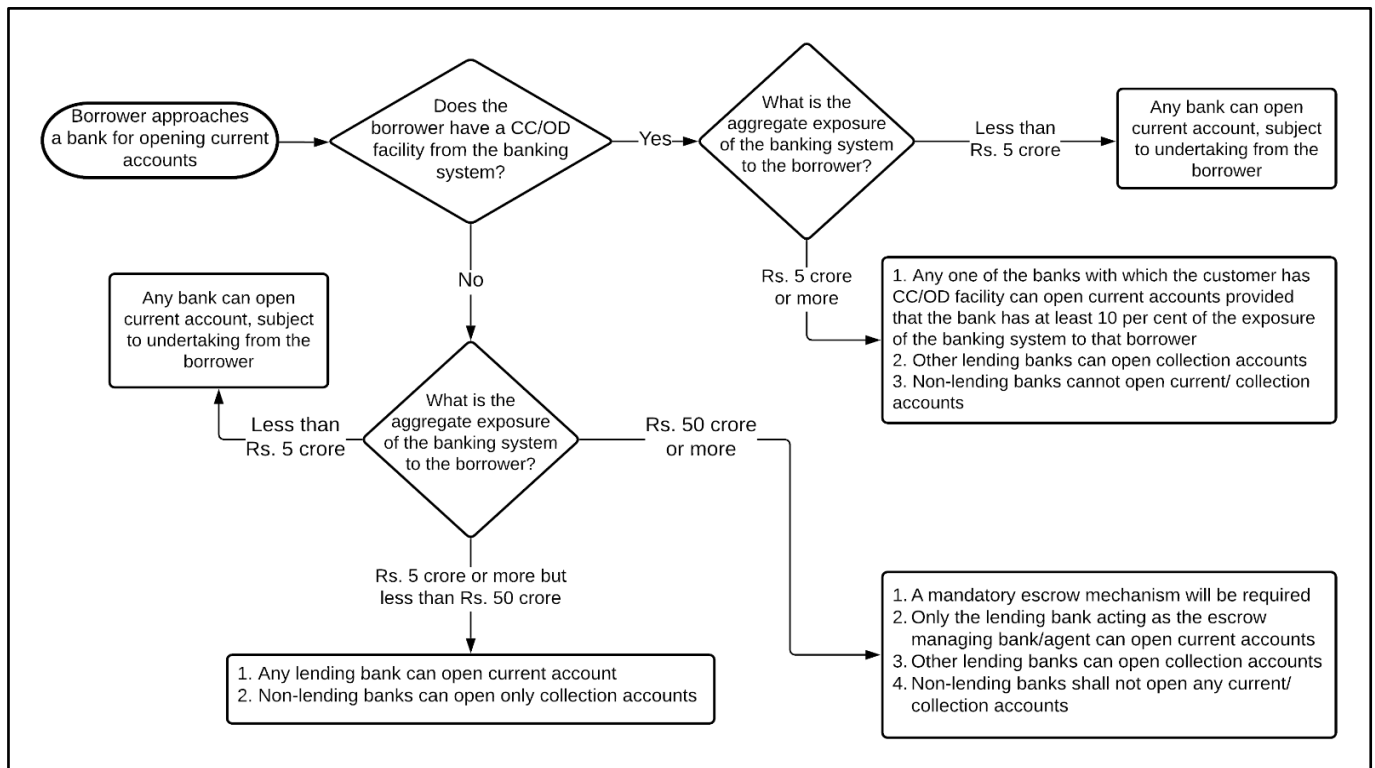 Borrower approaches
a bank for opening current
accounts
Does the
borrower have a CC/OD
facility from the banking
system?
Yes
What is the
aggregate exposure
of the banking system
to the borrower?
Less than
Rs. 5 crore
Any bank can open
current account, subject
to undertaking from the
borrower
No
Rs. 5 crore
or more
1. Any one of the banks with which the customer has
CC/OD facility can open current accounts provided
that the bank has at least 10 per cent of the exposure
of the banking system to that borrower
2. Other lending banks can open collection accounts
3. Non-lending banks cannot open current/ collection
accounts
Any bank can open
current account, subject
to undertaking from the
borrower
Less than
Rs. 5 crore
What is the
aggregate exposure
of the banking system
to the borrower?
Rs. 50 crore
or more
Rs. 5 crore or more but
less than Rs. 50 crore
1. Any lending bank can open current account
2. Non-lending banks can open only collection accounts
1. A mandatory escrow mechanism will be required
2. Only the lending bank acting as the escrow
managing bank/agent can open current accounts
3. Other lending banks can open collection accounts
4. Non-lending banks shall not open any current/
collection accounts